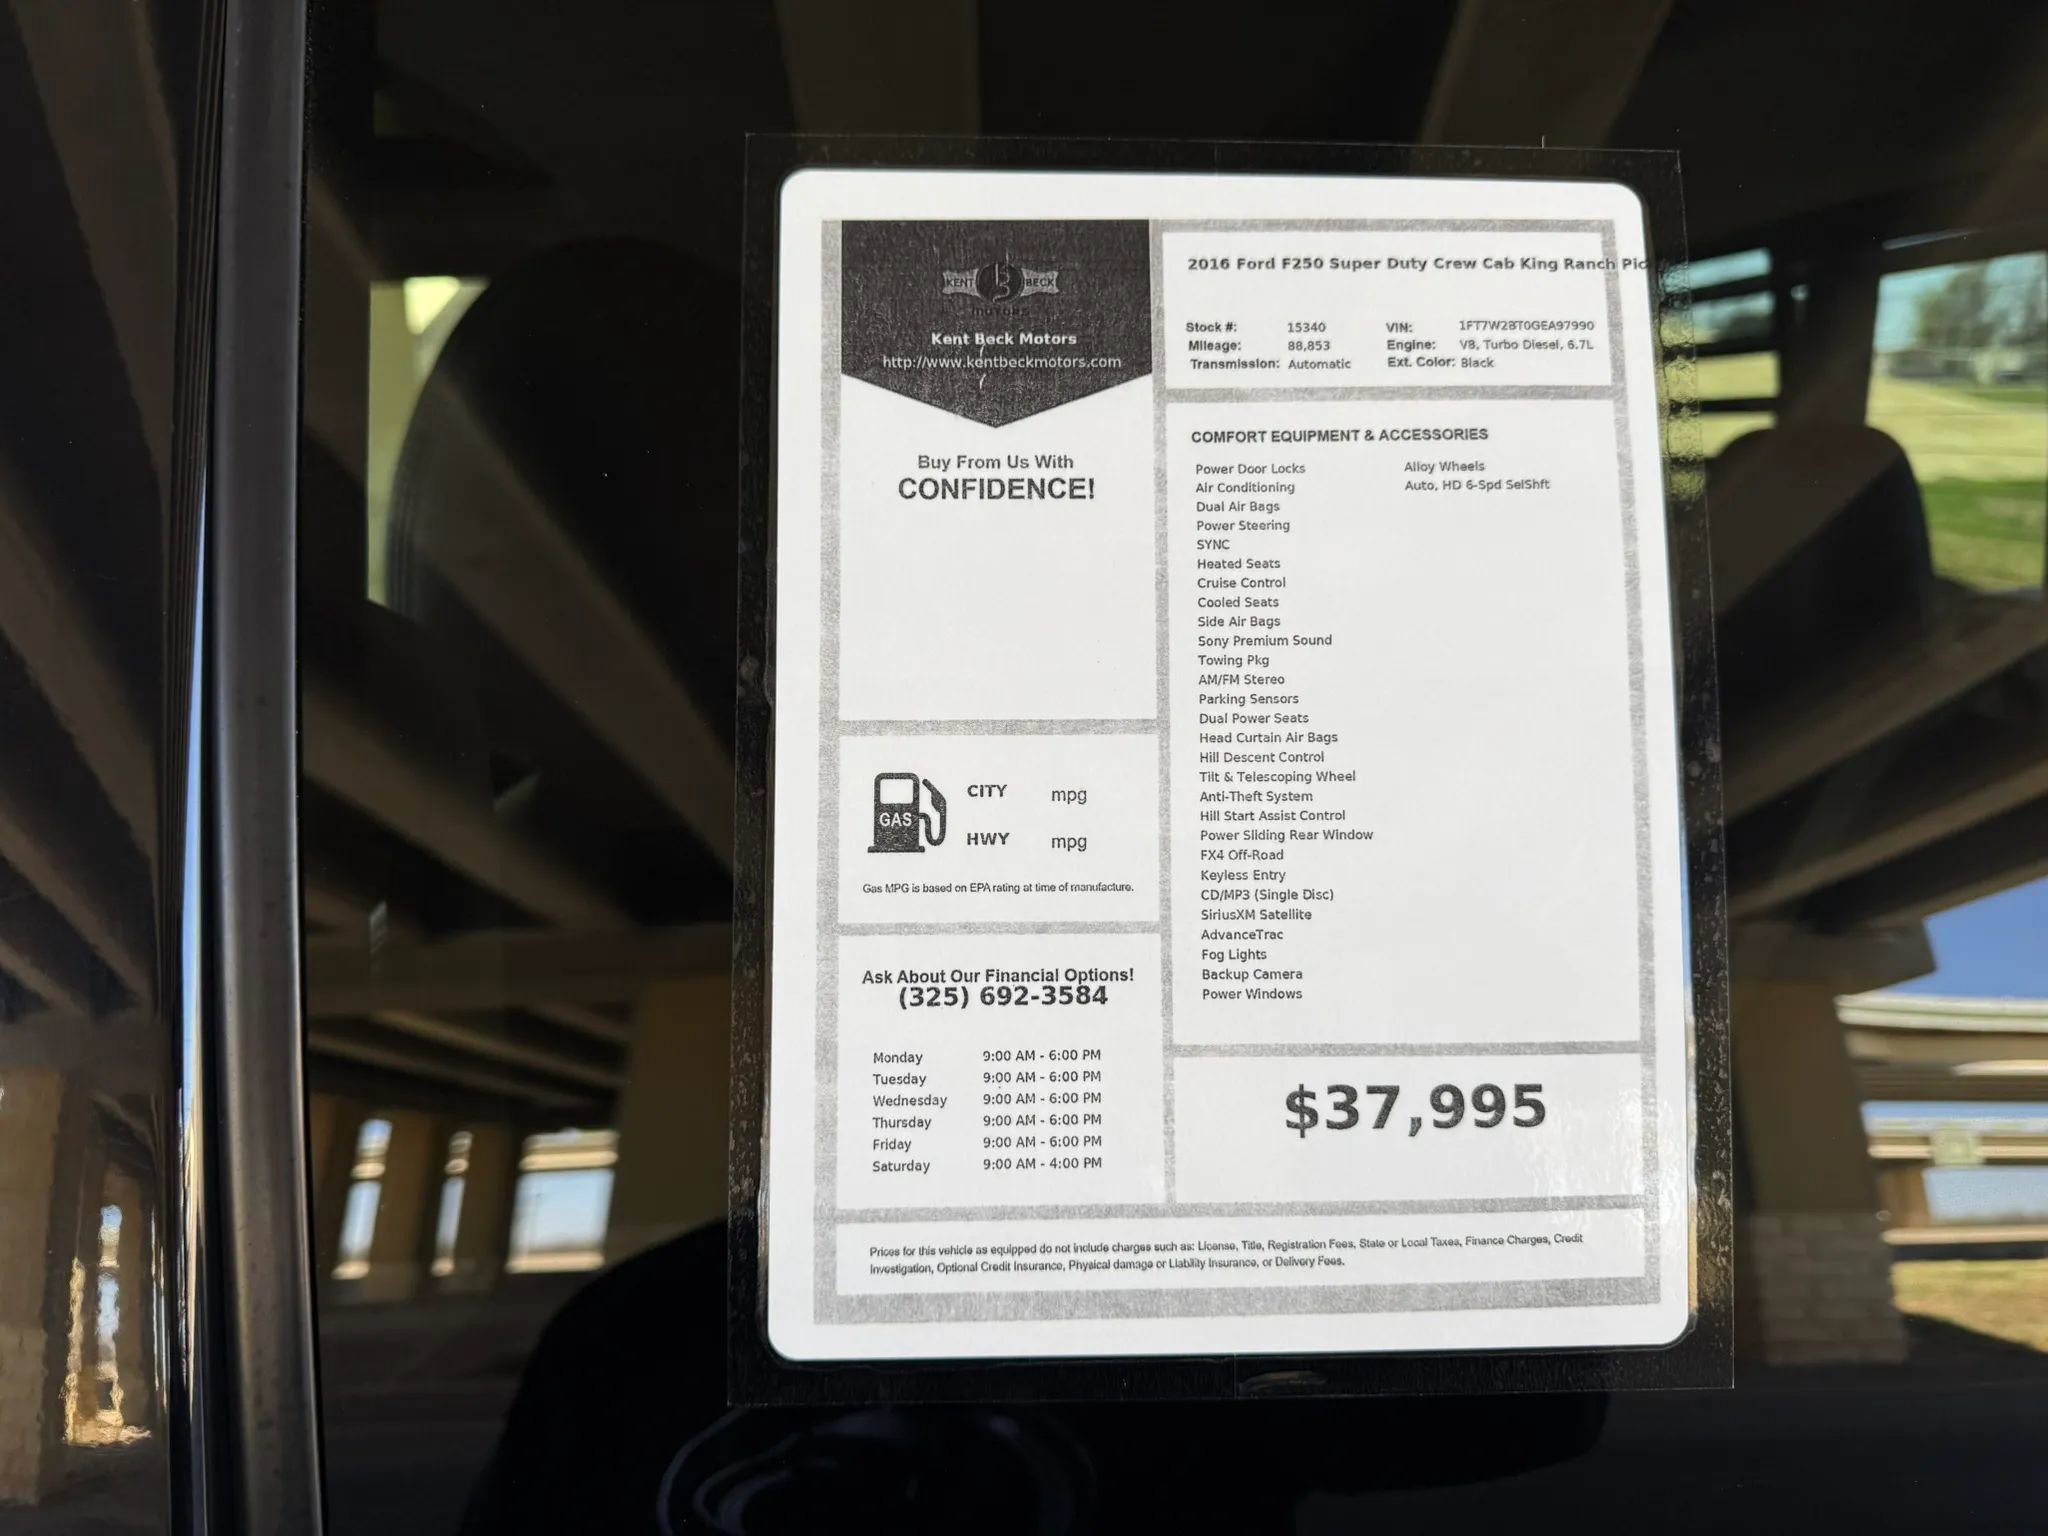 KENT BECK
MOTORS
Kent Beck Motors
http://www.kentbeckmotors.com
Buy From Us With
CONFIDENCE!
GAS
CITY mpg
HWY mpg
Gas MPG is based on EPA rating at time of manufacture.
Ask About Our Financial Options!
(325) 692-3584
Monday 9:00 AM - 6:00 PM
Tuesday 9:00 AM - 6:00 PM
Wednesday 9:00 AM - 6:00 PM
Thursday 9:00 AM - 6:00 PM
Friday 9:00 AM - 6:00 PM
Saturday 9:00 AM - 4:00 PM
2016 Ford F250 Super Duty Crew Cab King Ranch Pic
Stock #: 15340 VIN: 1FT7W2BT0GEA97990
Mileage: 88,853 Engine: V8, Turbo Diesel, 6.7L
Transmission: Automatic Ext. Color: Black
COMFORT EQUIPMENT & ACCESSORIES
Power Door Locks Alloy Wheels
Air Conditioning Auto, HD 6-Spd SelShft
Dual Air Bags
Power Steering
SYNC
Heated Seats
Cruise Control
Cooled Seats
Side Air Bags
Sony Premium Sound
Towing Pkg
AM/FM Stereo
Parking Sensors
Dual Power Seats
Head Curtain Air Bags
Hill Descent Control
Tilt & Telescoping Wheel
Anti-Theft System
Hill Start Assist Control
Power Sliding Rear Window
FX4 Off-Road
Keyless Entry
CD/MP3 (Single Disc)
SiriusXM Satellite
AdvanceTrac
Fog Lights
Backup Camera
Power Windows
$37,995
Prices for this vehicle as equipped do not include charges such as: License, Title, Registration Fees, State or Local Taxes, Finance Charges, Credit
Investigation, Optional Credit Insurance, Physical damage or Liability Insurance, or Delivery Fees.